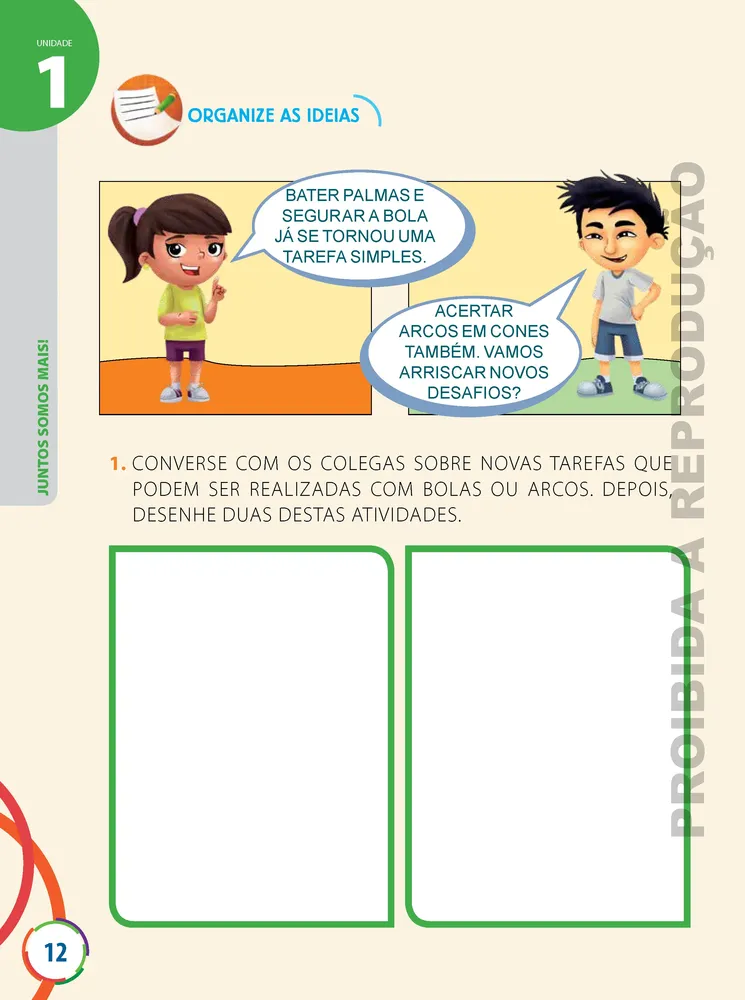 UNIDADE
1
ORGANIZE AS IDEIAS
BATER PALMAS E
SEGURAR A BOLA
JÁ SE TORNOU UMA
TAREFA SIMPLES.
ACERTAR
ARCOS EM CONES
TAMBÉM. VAMOS
ARRISCAR NOVOS
DESAFIOS?
JUNTOS SOMOS MAIS!
1. CONVERSE COM OS COLEGAS SOBRE NOVAS TAREFAS QUE
PODEM SER REALIZADAS COM BOLAS OU ARCOS. DEPOIS,
DESENHE DUAS DESTAS ATIVIDADES.
PROIBIDA A REPRODUÇÃO
12